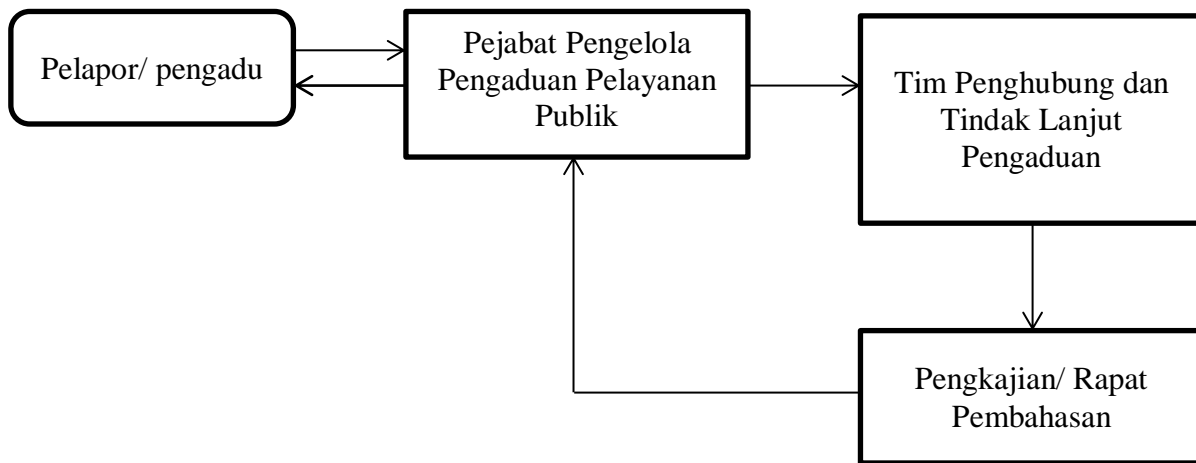 Pelapor/ pengadu
Pejabat Pengelola
Pengaduan Pelayanan
Publik
Tim Penghubung dan
Tindak Lanjut
Pengaduan
Pengkajian/ Rapat
Pembahasan